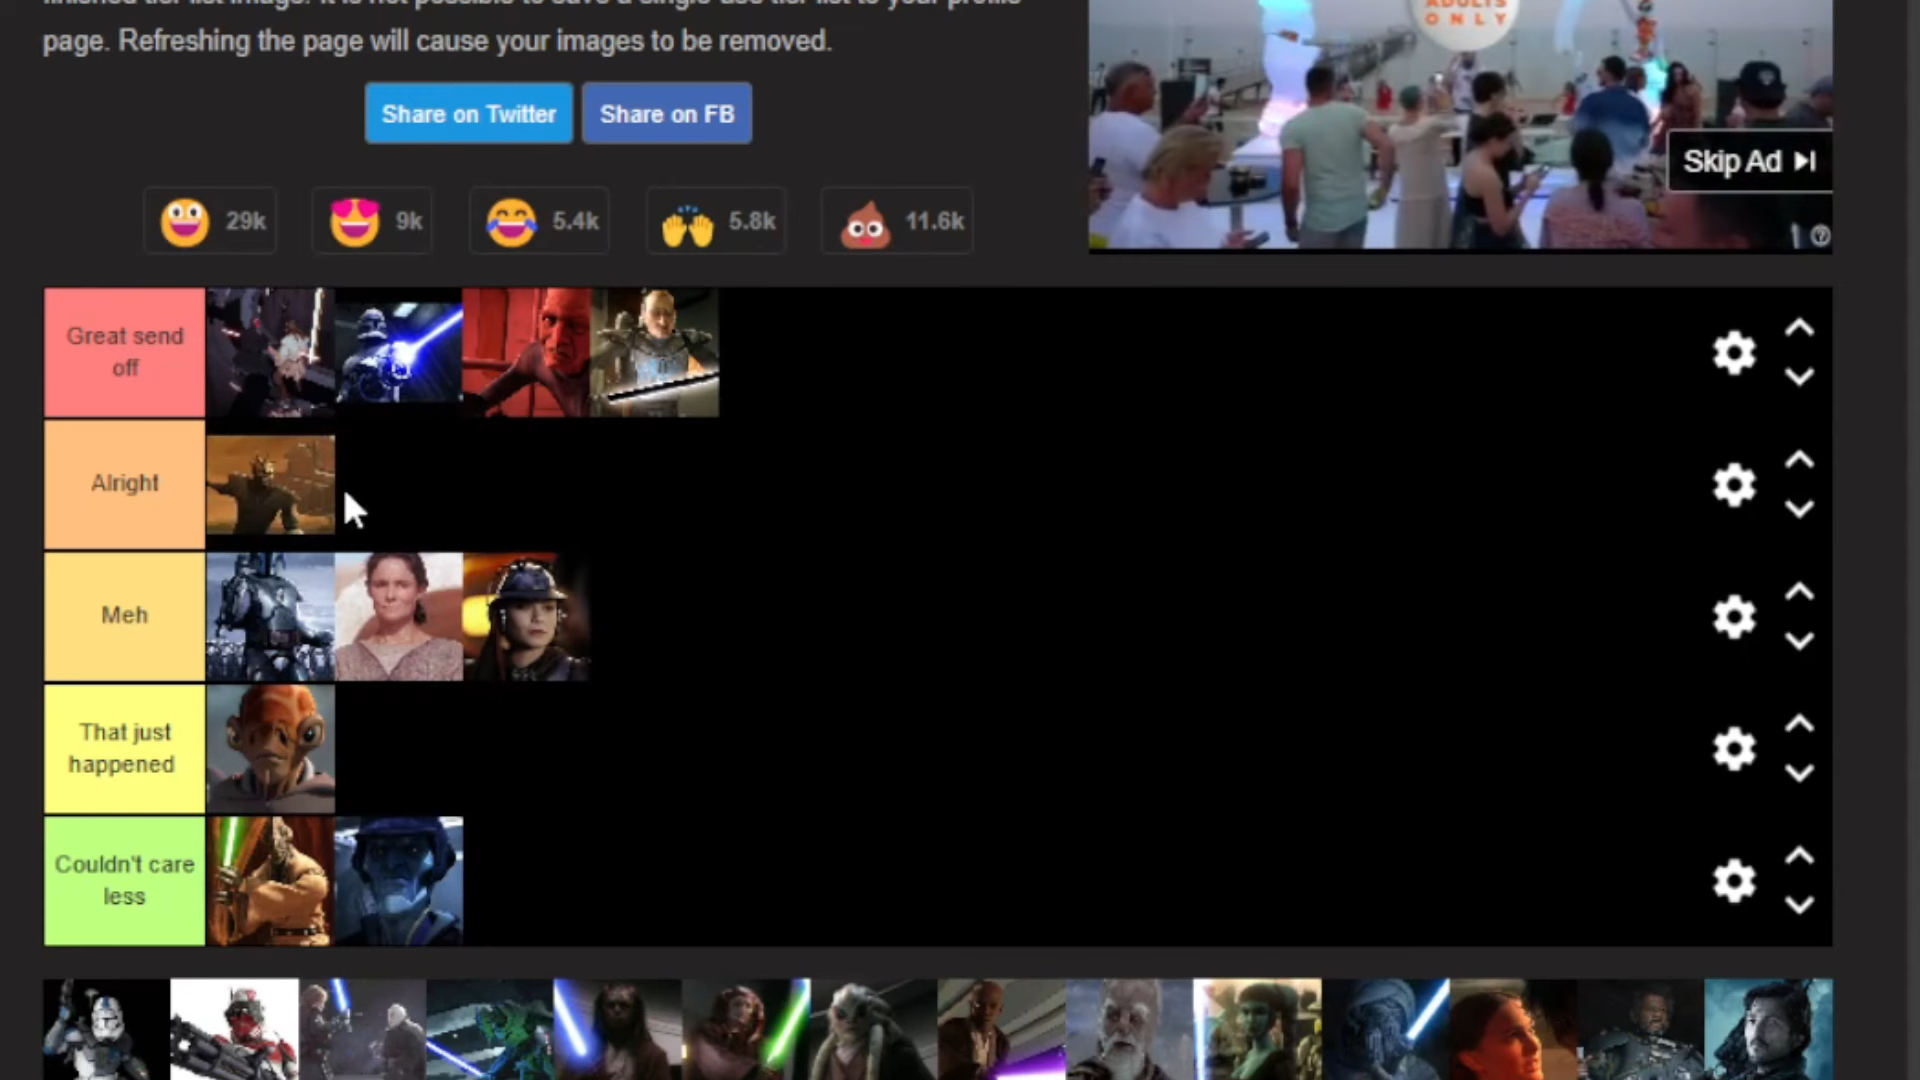 page. Refreshing the page will cause your images to be removed.
ADULTS
ONLY
Share on Twitter
Share on FB
Skip Ad
29k
9k
5.4k
5.8k
11.6k
Great send
off
Alright
Meh
That just
happened
Couldn't care
less